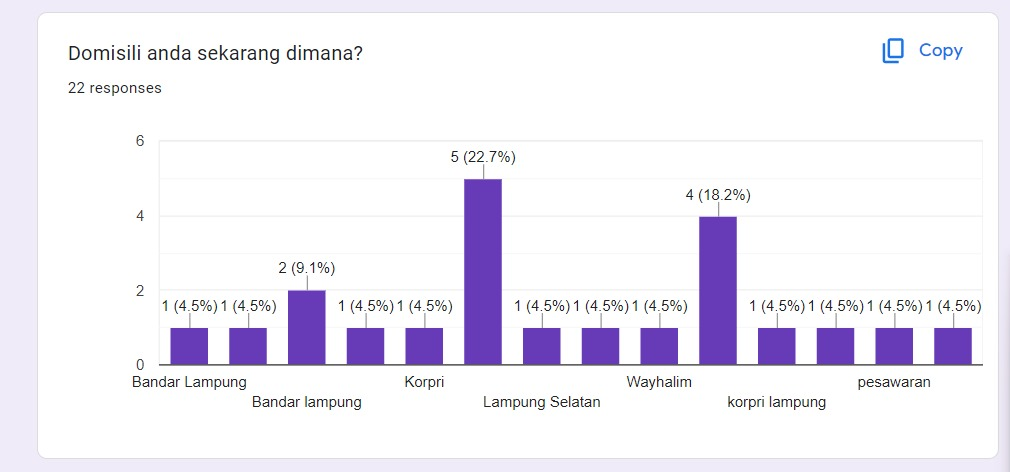 Domisili anda sekarang dimana?
Copy
22 responses
6
4
2
0
1 (4.5%) 1 (4.5%) 2 (9.1%) 1 (4.5%) 1 (4.5%) 5 (22.7%) 1 (4.5%) 1 (4.5%) 1 (4.5%) 4 (18.2%) 1 (4.5%) 1 (4.5%) 1 (4.5%) 1 (4.5%)
Bandar Lampung Korpri Wayhalim pesawaran
Bandar lampung Lampung Selatan korpri lampung